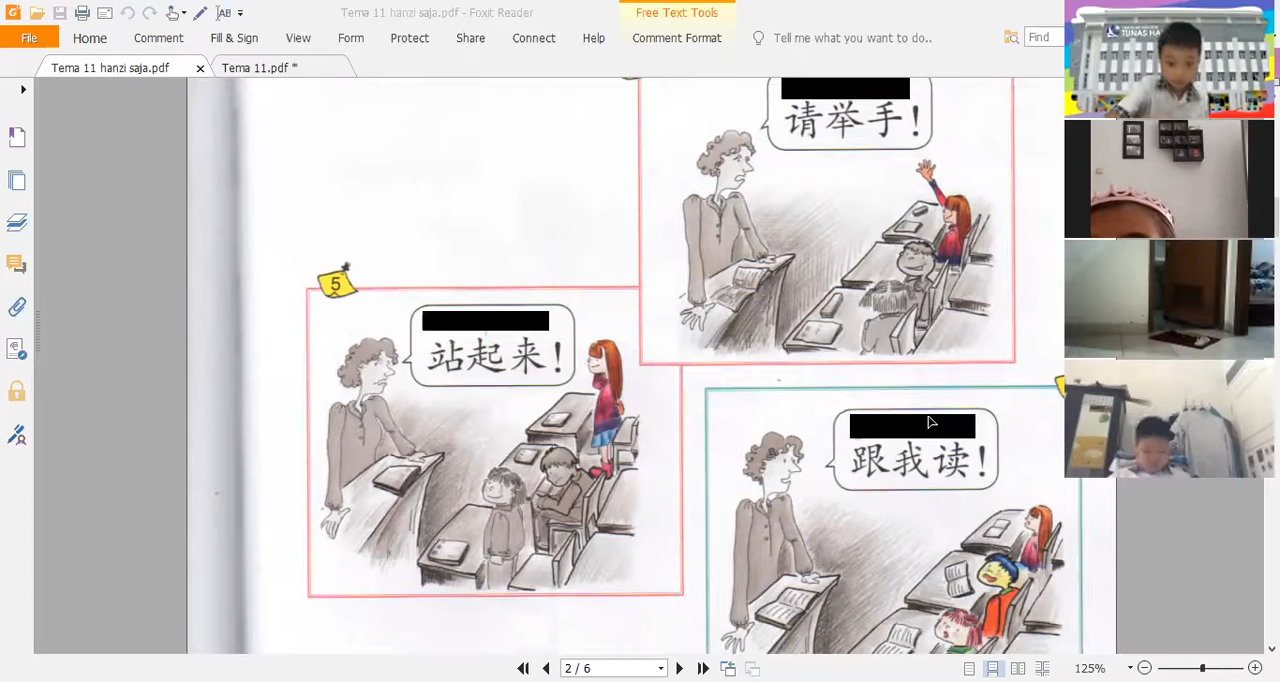 Tema 11 hanzi saja.pdf - Foxit Reader
Free Text Tools
File Home Comment Fill & Sign View Form Protect Share Connect Help Comment Format Tell me what you want to do.. Find
Tema 11 hanzi saja.pdf
Tema 11.pdf *
请举手!
5
站起来!
跟我读!
2 / 6
125%